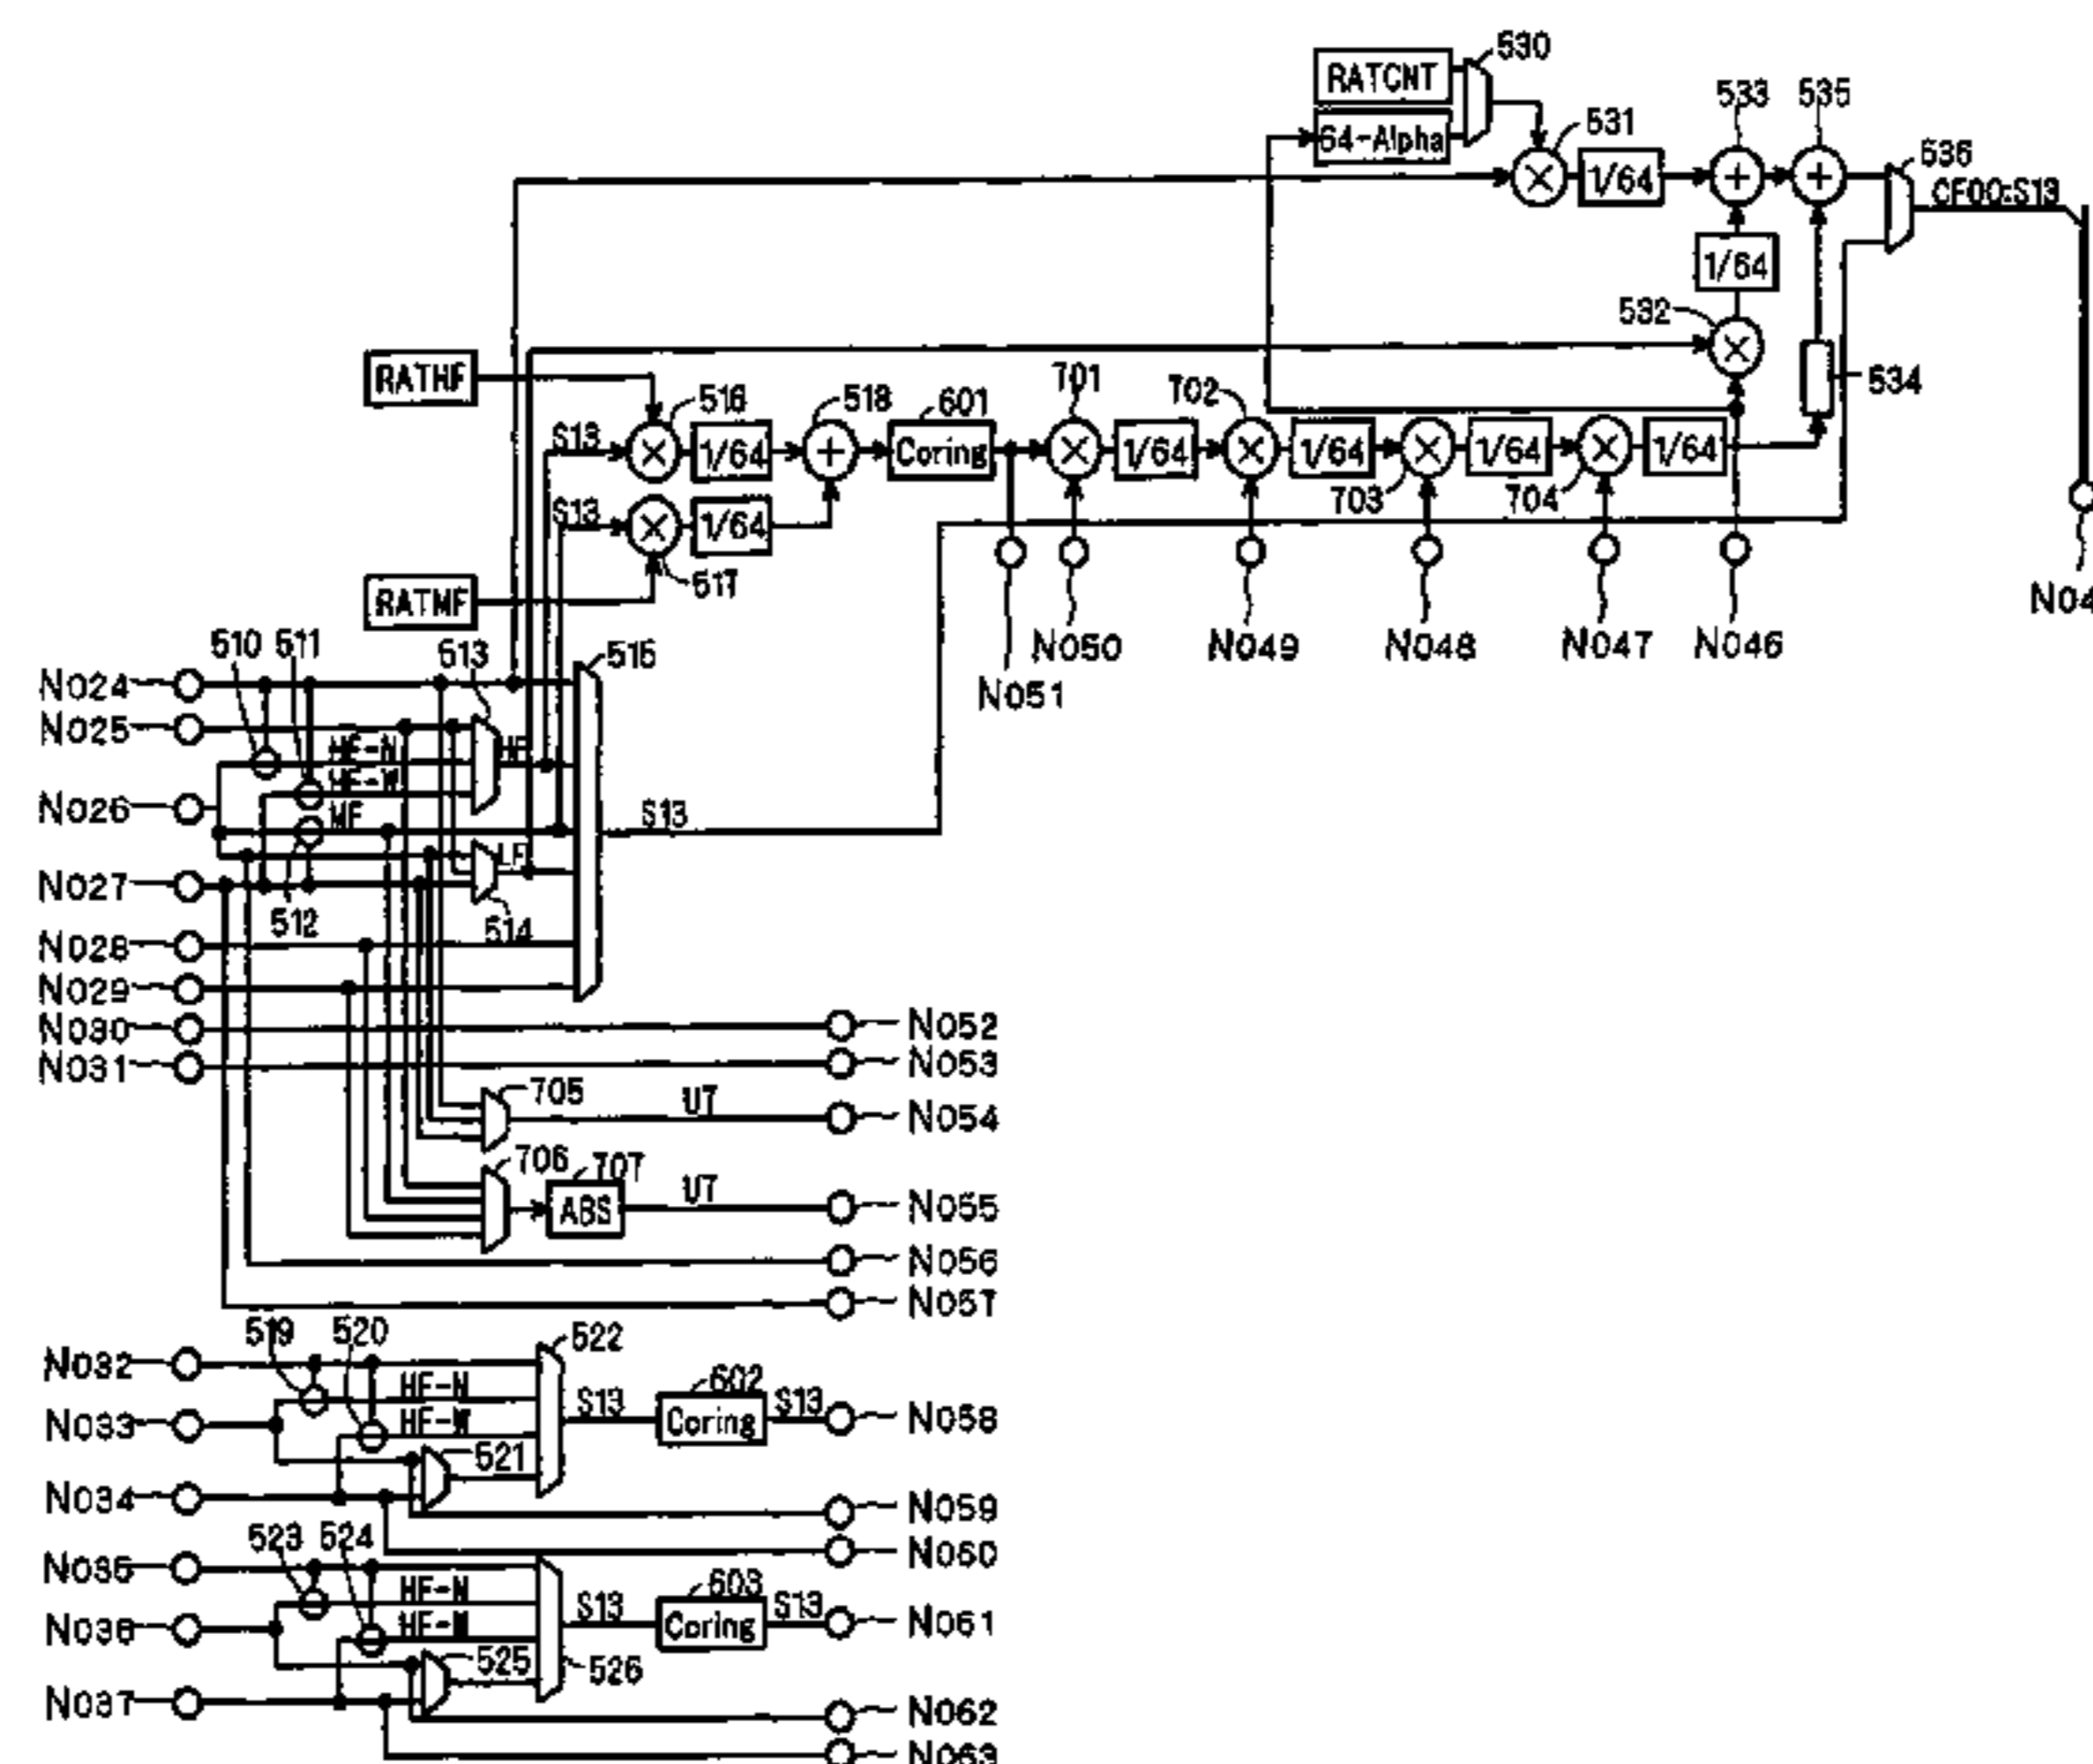 530
RATCNT
64-Alpha
531
533
535
536
1/64
CF00:S13
1/64
532
534
RATHF
516
518
601
701
702
S13
1/64
Coring
1/64
1/64
1/64
1/64
703
704
S13
1/64
517
RATMF
N050
N049
N048
N047
N046
N04
N051
510
511
513
515
N024
N025
HF-N
HF
HF-W
N026
MF
S13
LF
N027
512
514
N028
N029
N030
N052
N031
N053
705
U7
N054
706
707
ABS
U7
N055
N056
N057
519
520
522
N032
HF-N
S13
602
Coring
S13
N058
N033
HF-W
521
N034
N059
523
524
N060
N035
HF-N
S13
603
Coring
S13
N061
N036
HF-W
525
526
N037
N062
N063